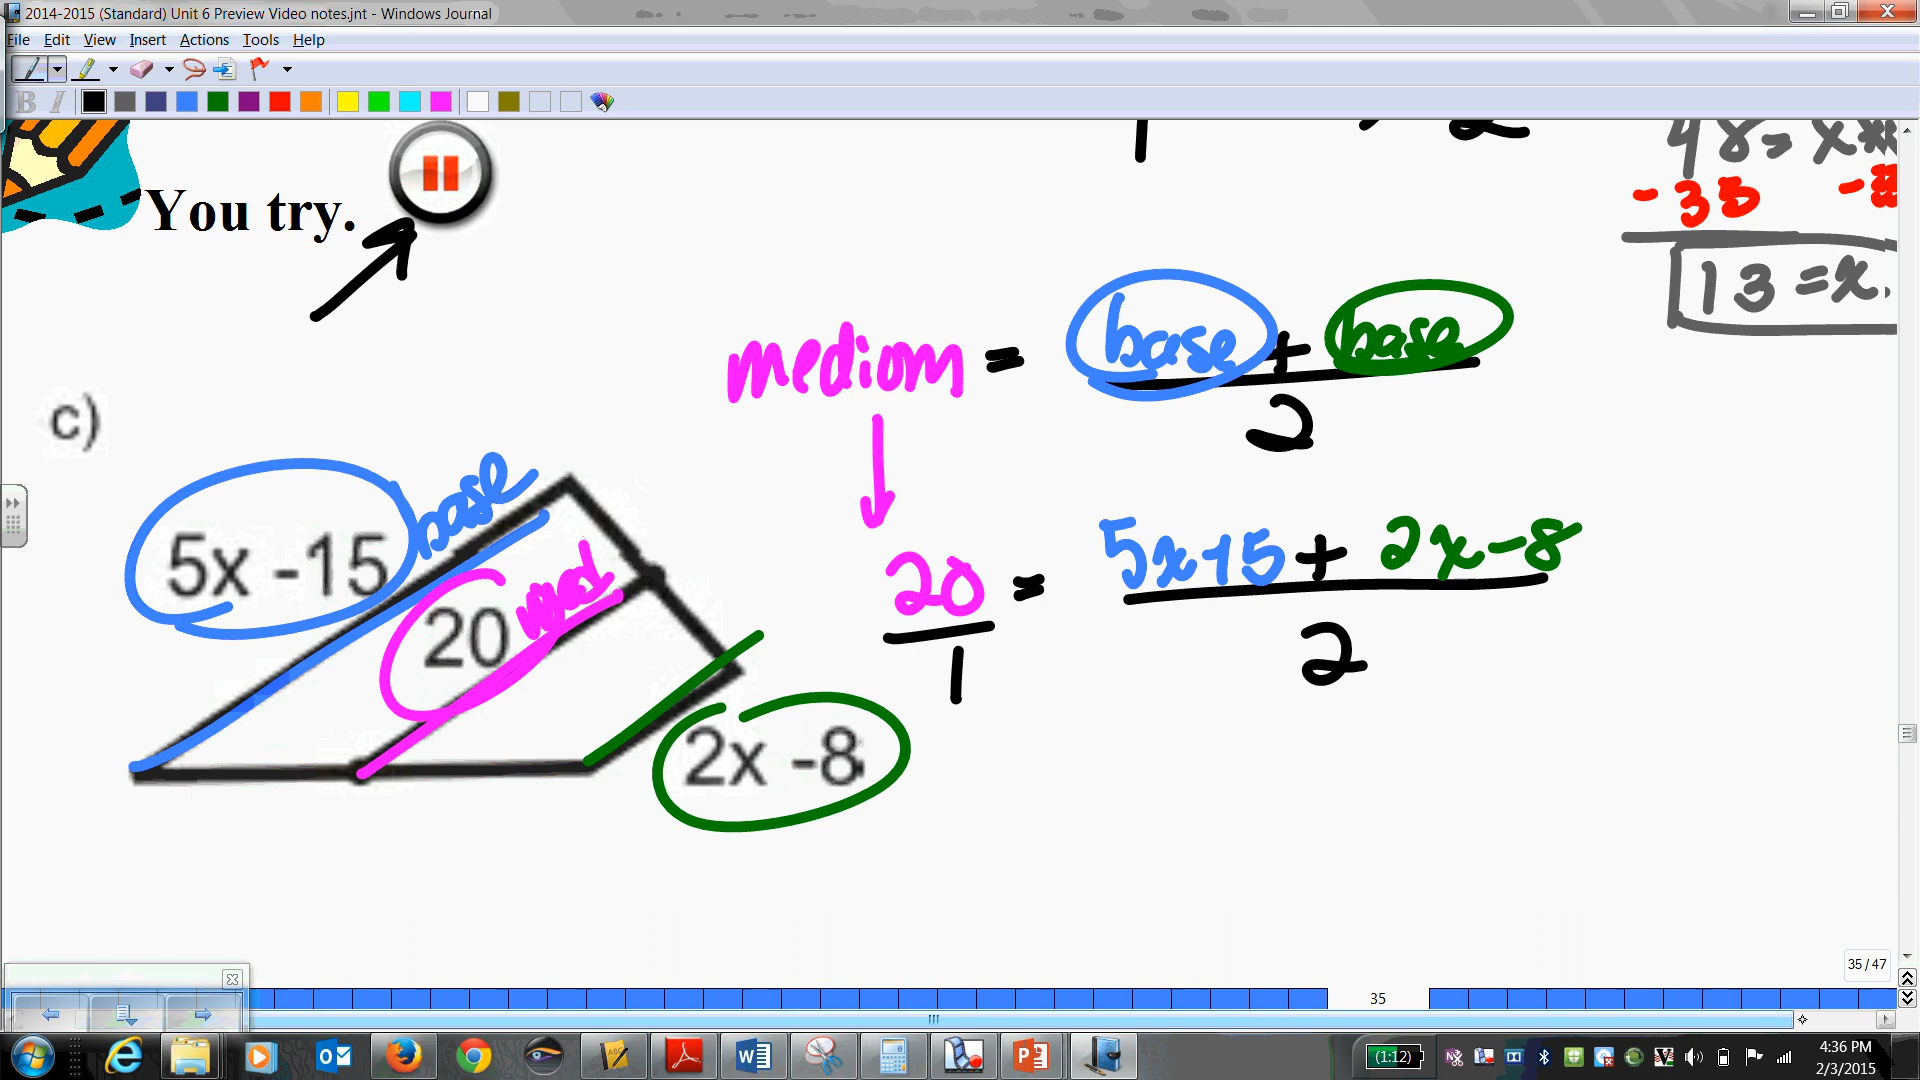 2014-2015 (Standard) Unit 6 Preview Video notes.jnt - Windows Journal
File Edit View Insert Actions Tools Help
B I
48 = x
-35 -
13 = x.
You try.
median = base + base
2
c)
5x -15 base
20 med
2x -8
20 = 5x-15 + 2x-8
1 2
35 / 47
35
(1:12)
4:36 PM
2/3/2015